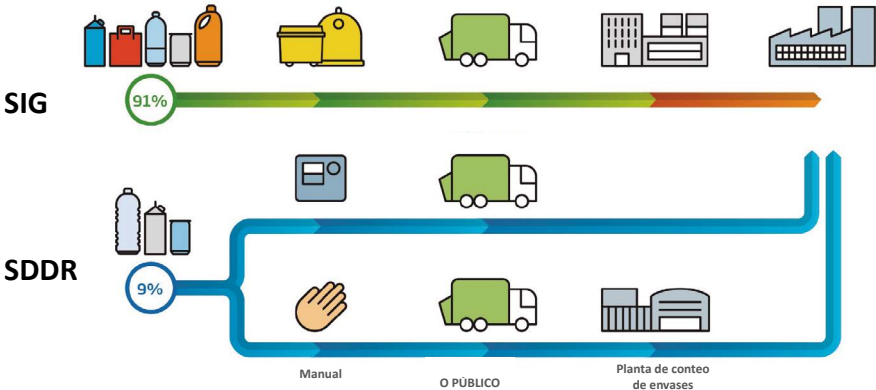 SIG
91%
SDDR
9%
Manual
O PÚBLICO
Planta de conteo
de envases